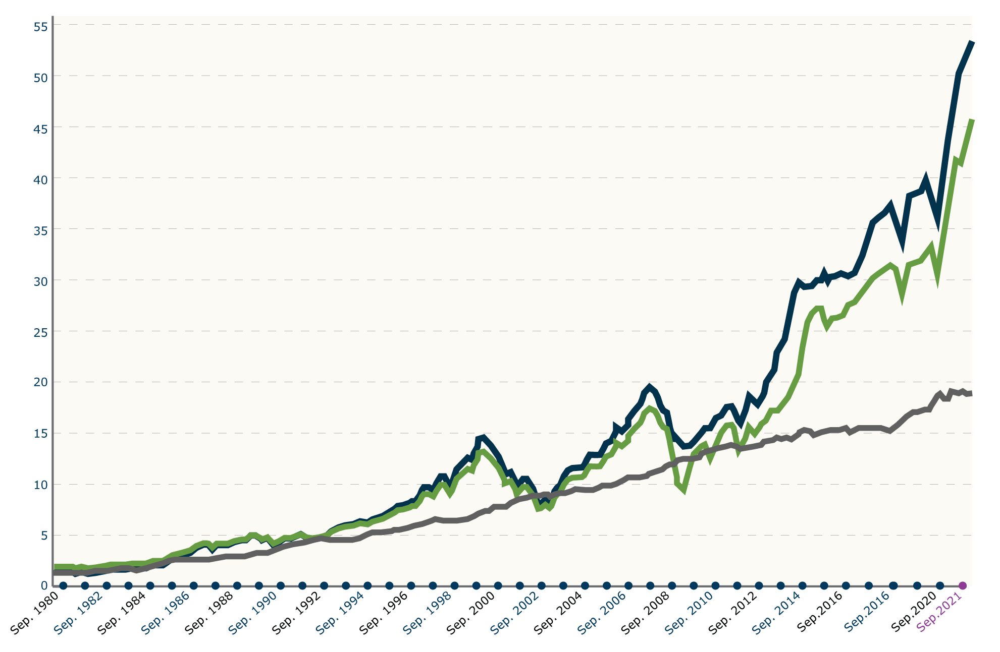 55
50
45
40
35
30
25
20
15
10
5
0
Sep. 1980
Sep. 1982
Sep. 1984
Sep. 1986
Sep. 1988
Sep. 1990
Sep. 1992
Sep. 1994
Sep. 1996
Sep. 1998
Sep. 2000
Sep. 2002
Sep. 2004
Sep. 2006
Sep. 2008
Sep. 2010
Sep. 2012
Sep. 2014
Sep.2016
Sep.2016
Sep.2020
Sep.2021